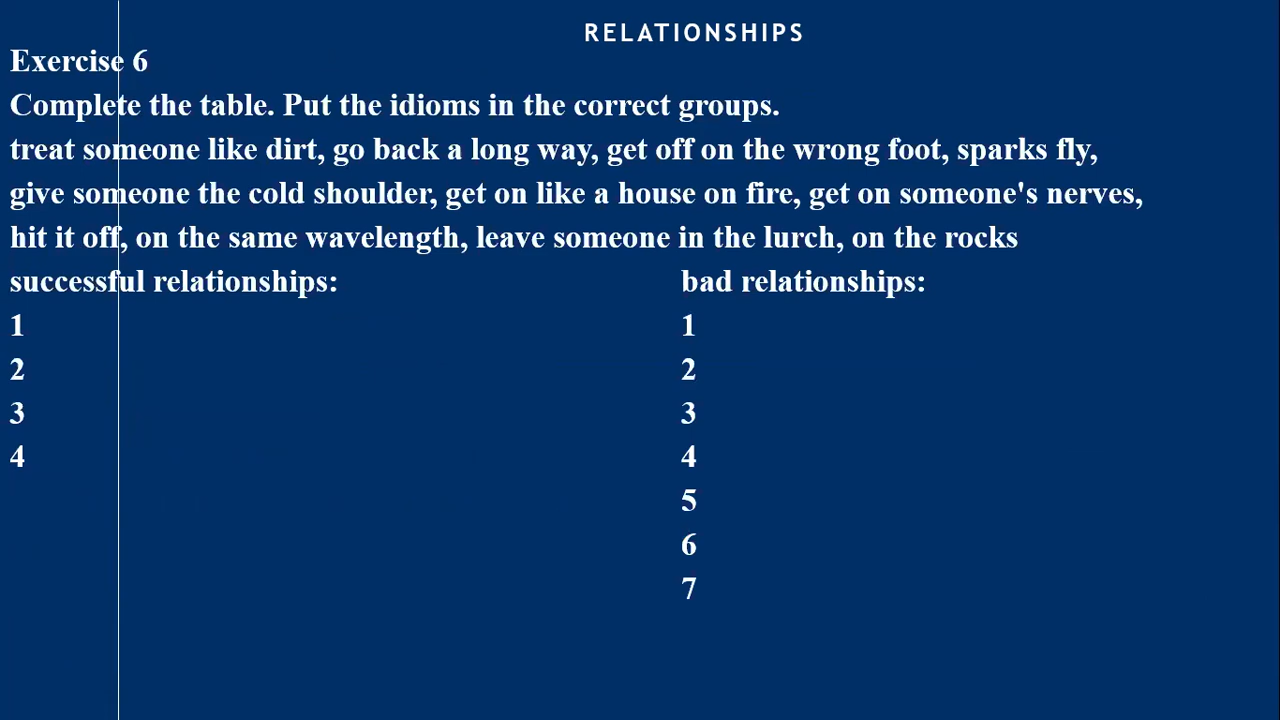 RELATIONSHIPS
Exercise 6
Complete the table. Put the idioms in the correct groups.
treat someone like dirt, go back a long way, get off on the wrong foot, sparks fly,
give someone the cold shoulder, get on like a house on fire, get on someone's nerves,
hit it off, on the same wavelength, leave someone in the lurch, on the rocks
successful relationships: bad relationships:
1 1
2 2
3 3
4 4
5
6
7